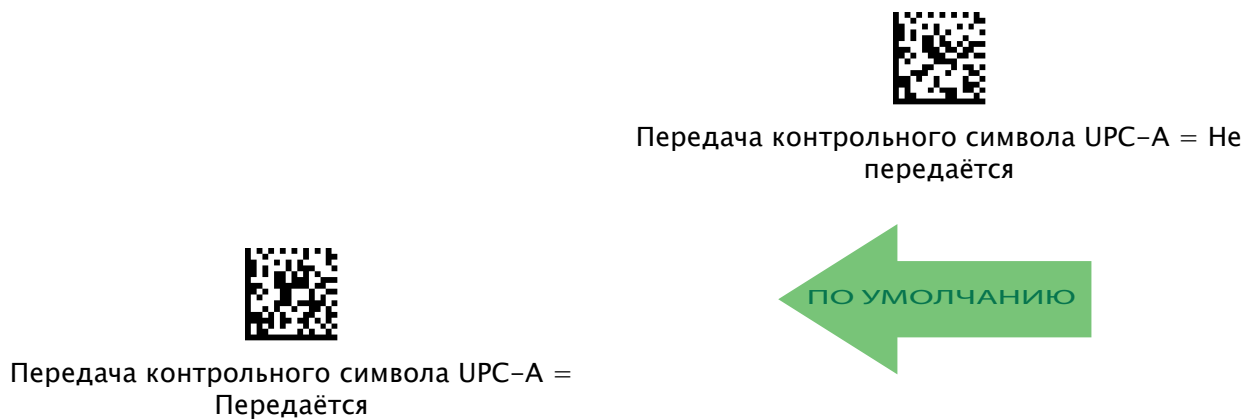 Передача контрольного символа UPC-A = Не
передаётся
ПО УМОЛЧАНИЮ
Передача контрольного символа UPC-A =
Передаётся